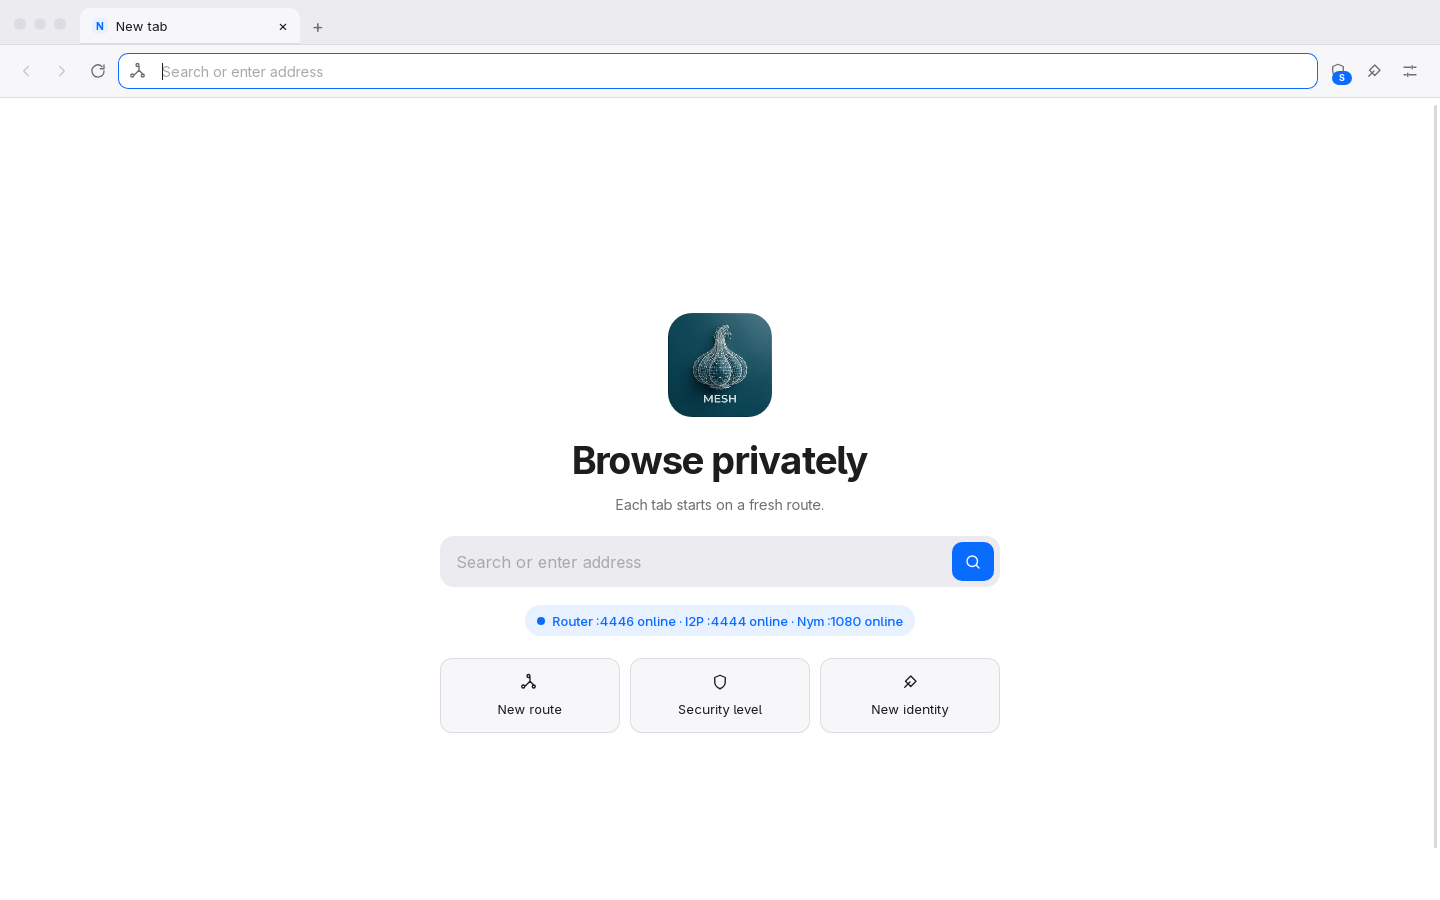 N New tab
Search or enter address
S
MESH
Browse privately
Each tab starts on a fresh route.
Search or enter address
Router :4446 online · I2P :4444 online · Nym :1080 online
New route
Security level
New identity